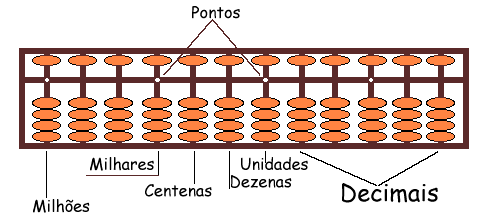 Pontos
Milhares
Unidades
Centenas
Dezenas
Decimais
Milhões